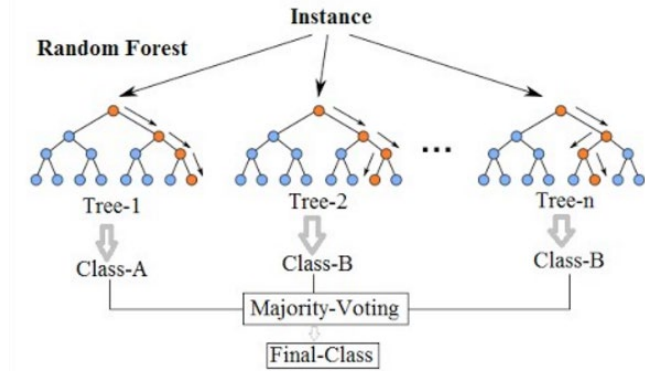 Instance
Random Forest
...
Tree-1
Tree-2
Tree-n
Class-A
Class-B
Class-B
Majority-Voting
Final-Class